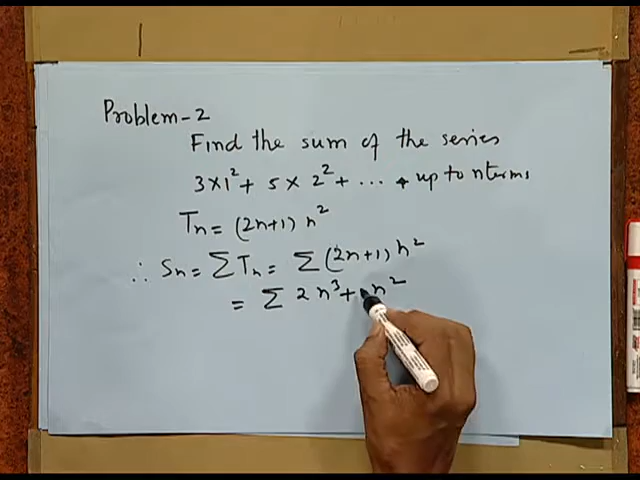 Problem-2
Find the sum of the series
3×1² + 5×2² + ... + up to n terms
Tₙ = (2n+1) n²
∴ Sₙ = ∑ Tₙ = ∑ (2n+1) n²
= ∑ 2n³ + n²